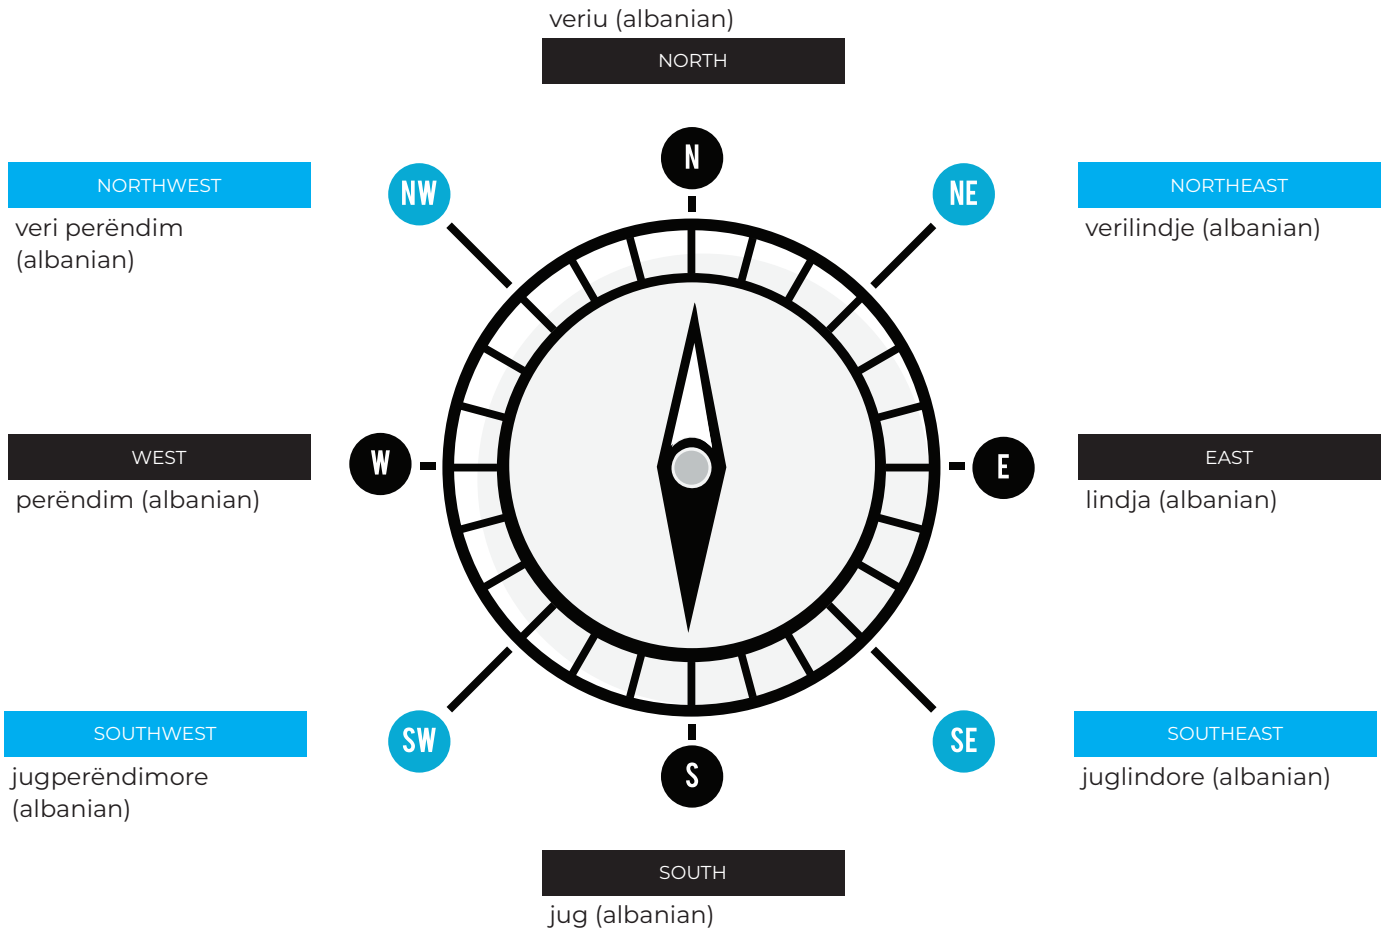 veriu (albanian)
NORTH
N
NORTHWEST
veri perëndim
(albanian)
NW
NE
NORTHEAST
verilindje (albanian)
WEST
perëndim (albanian)
W
E
EAST
lindja (albanian)
SOUTHWEST
jugperëndimore
(albanian)
SW
SE
SOUTHEAST
juglindore (albanian)
S
SOUTH
jug (albanian)